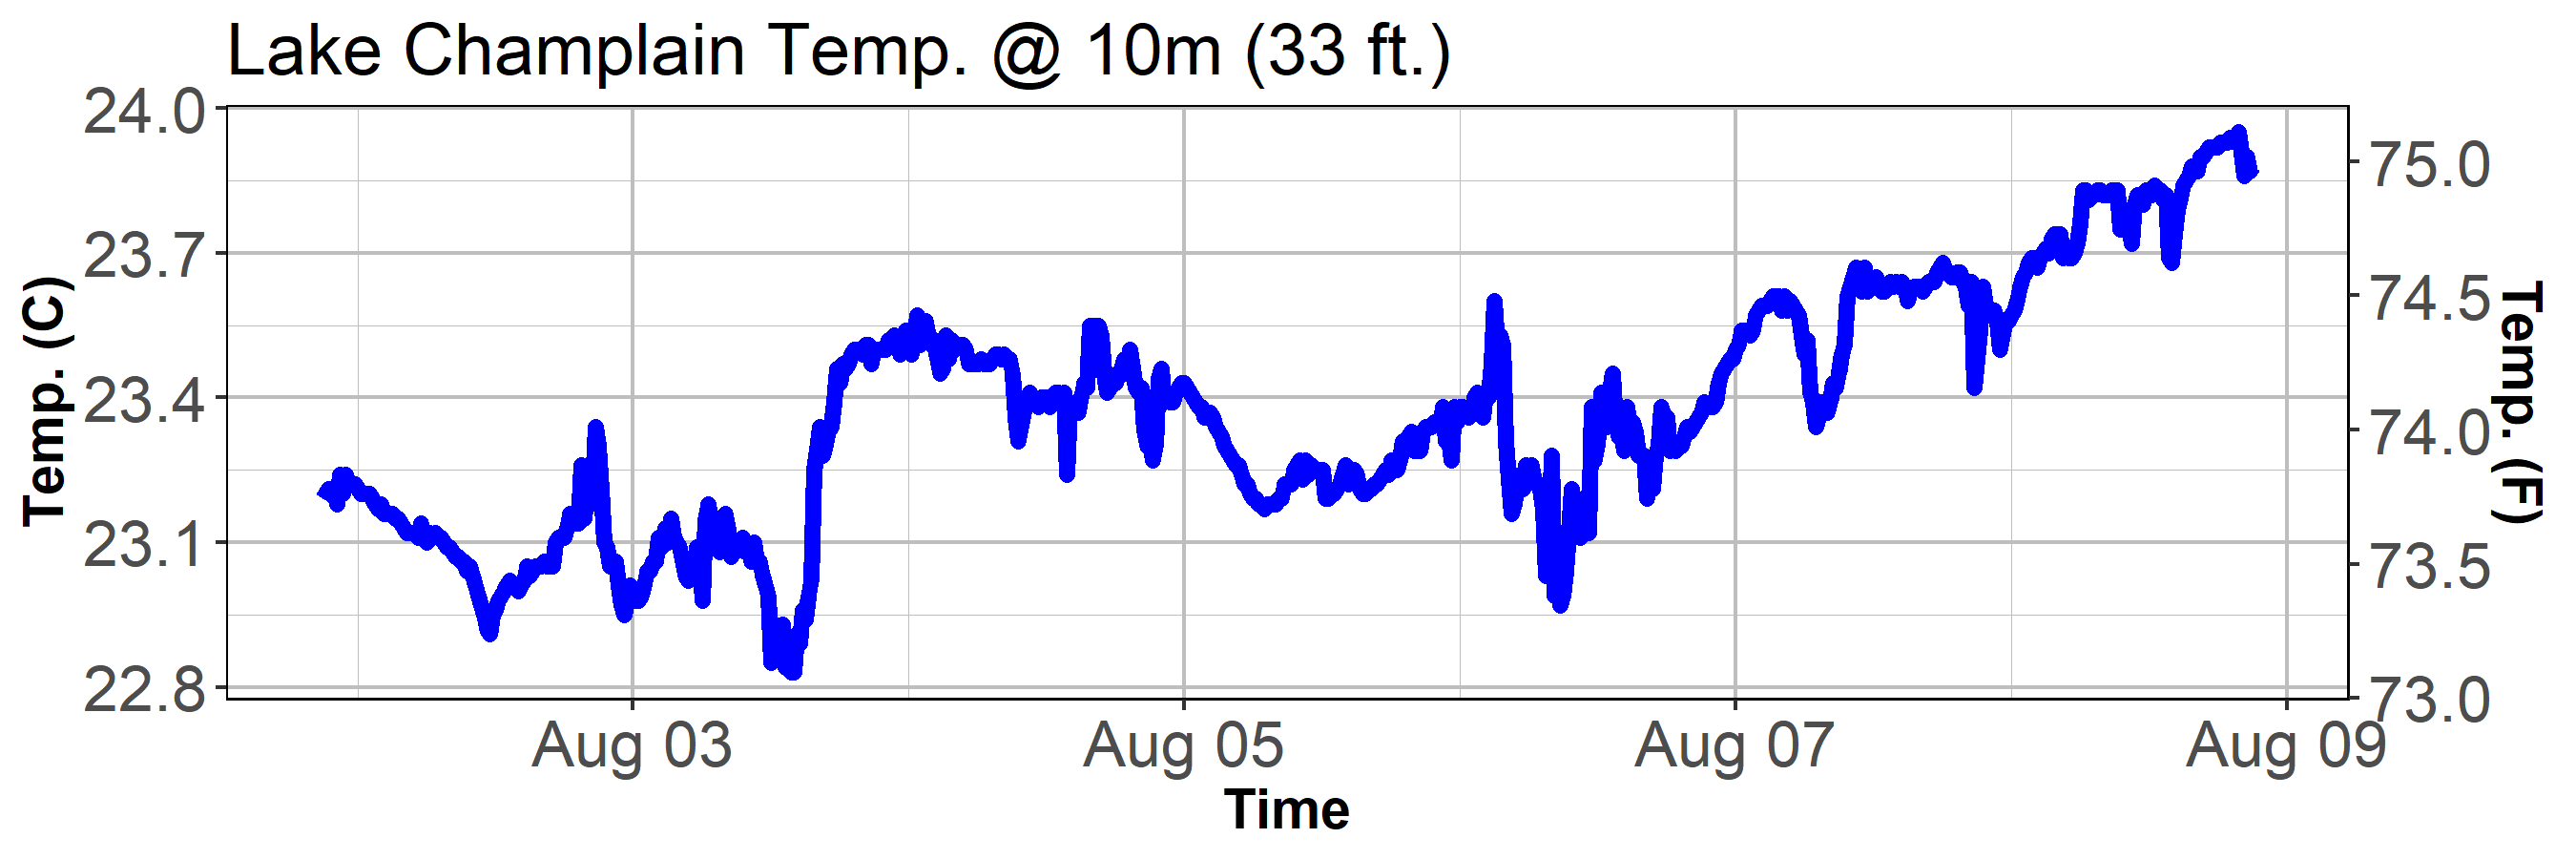 Lake Champlain Temp. @ 10m (33 ft.)
24.0
23.7
23.4
23.1
22.8
Temp. (C)
75.0
74.5
74.0
73.5
73.0
Temp. (F)
Aug 03
Aug 05
Aug 07
Aug 09
Time